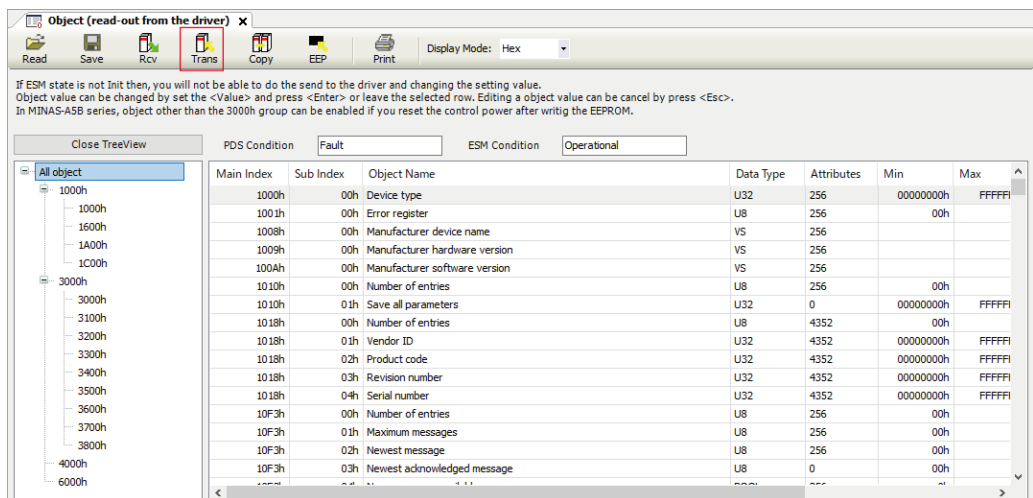 Object (read-out from the driver) X
Read Save Rcv Trans Copy EEP Print Display Mode: Hex
If ESM state is not Init then, you will not be able to do the send to the driver and changing the setting value.
Object value can be changed by set the <Value> and press <Enter> or leave the selected row. Editing a object value can be cancel by press <Esc>.
In MINAS-A5B series, object other than the 3000h group can be enabled if you reset the control power after writig the EEPROM.
Close TreeView PDS Condition Fault ESM Condition Operational
All object
1000h
1000h
1600h
1A00h
1C00h
3000h
3000h
3100h
3200h
3300h
3400h
3500h
3600h
3700h
3800h
4000h
6000h
Main Index Sub Index Object Name Data Type Attributes Min Max
1000h 00h Device type U32 256 00000000h FFFFF
1001h 00h Error register U8 256 00h
1008h 00h Manufacturer device name VS 256
1009h 00h Manufacturer hardware version VS 256
100Ah 00h Manufacturer software version VS 256
1010h 00h Number of entries U8 256 00h
1010h 01h Save all parameters U32 0 00000000h FFFFF
1018h 00h Number of entries U8 4352 00h
1018h 01h Vendor ID U32 4352 00000000h FFFFF
1018h 02h Product code U32 4352 00000000h FFFFF
1018h 03h Revision number U32 4352 00000000h FFFFF
1018h 04h Serial number U32 4352 00000000h FFFFF
10F3h 00h Number of entries U8 256 00h
10F3h 01h Maximum messages U8 256 00h
10F3h 02h Newest message U8 256 00h
10F3h 03h Newest acknowledged message U8 0 00h